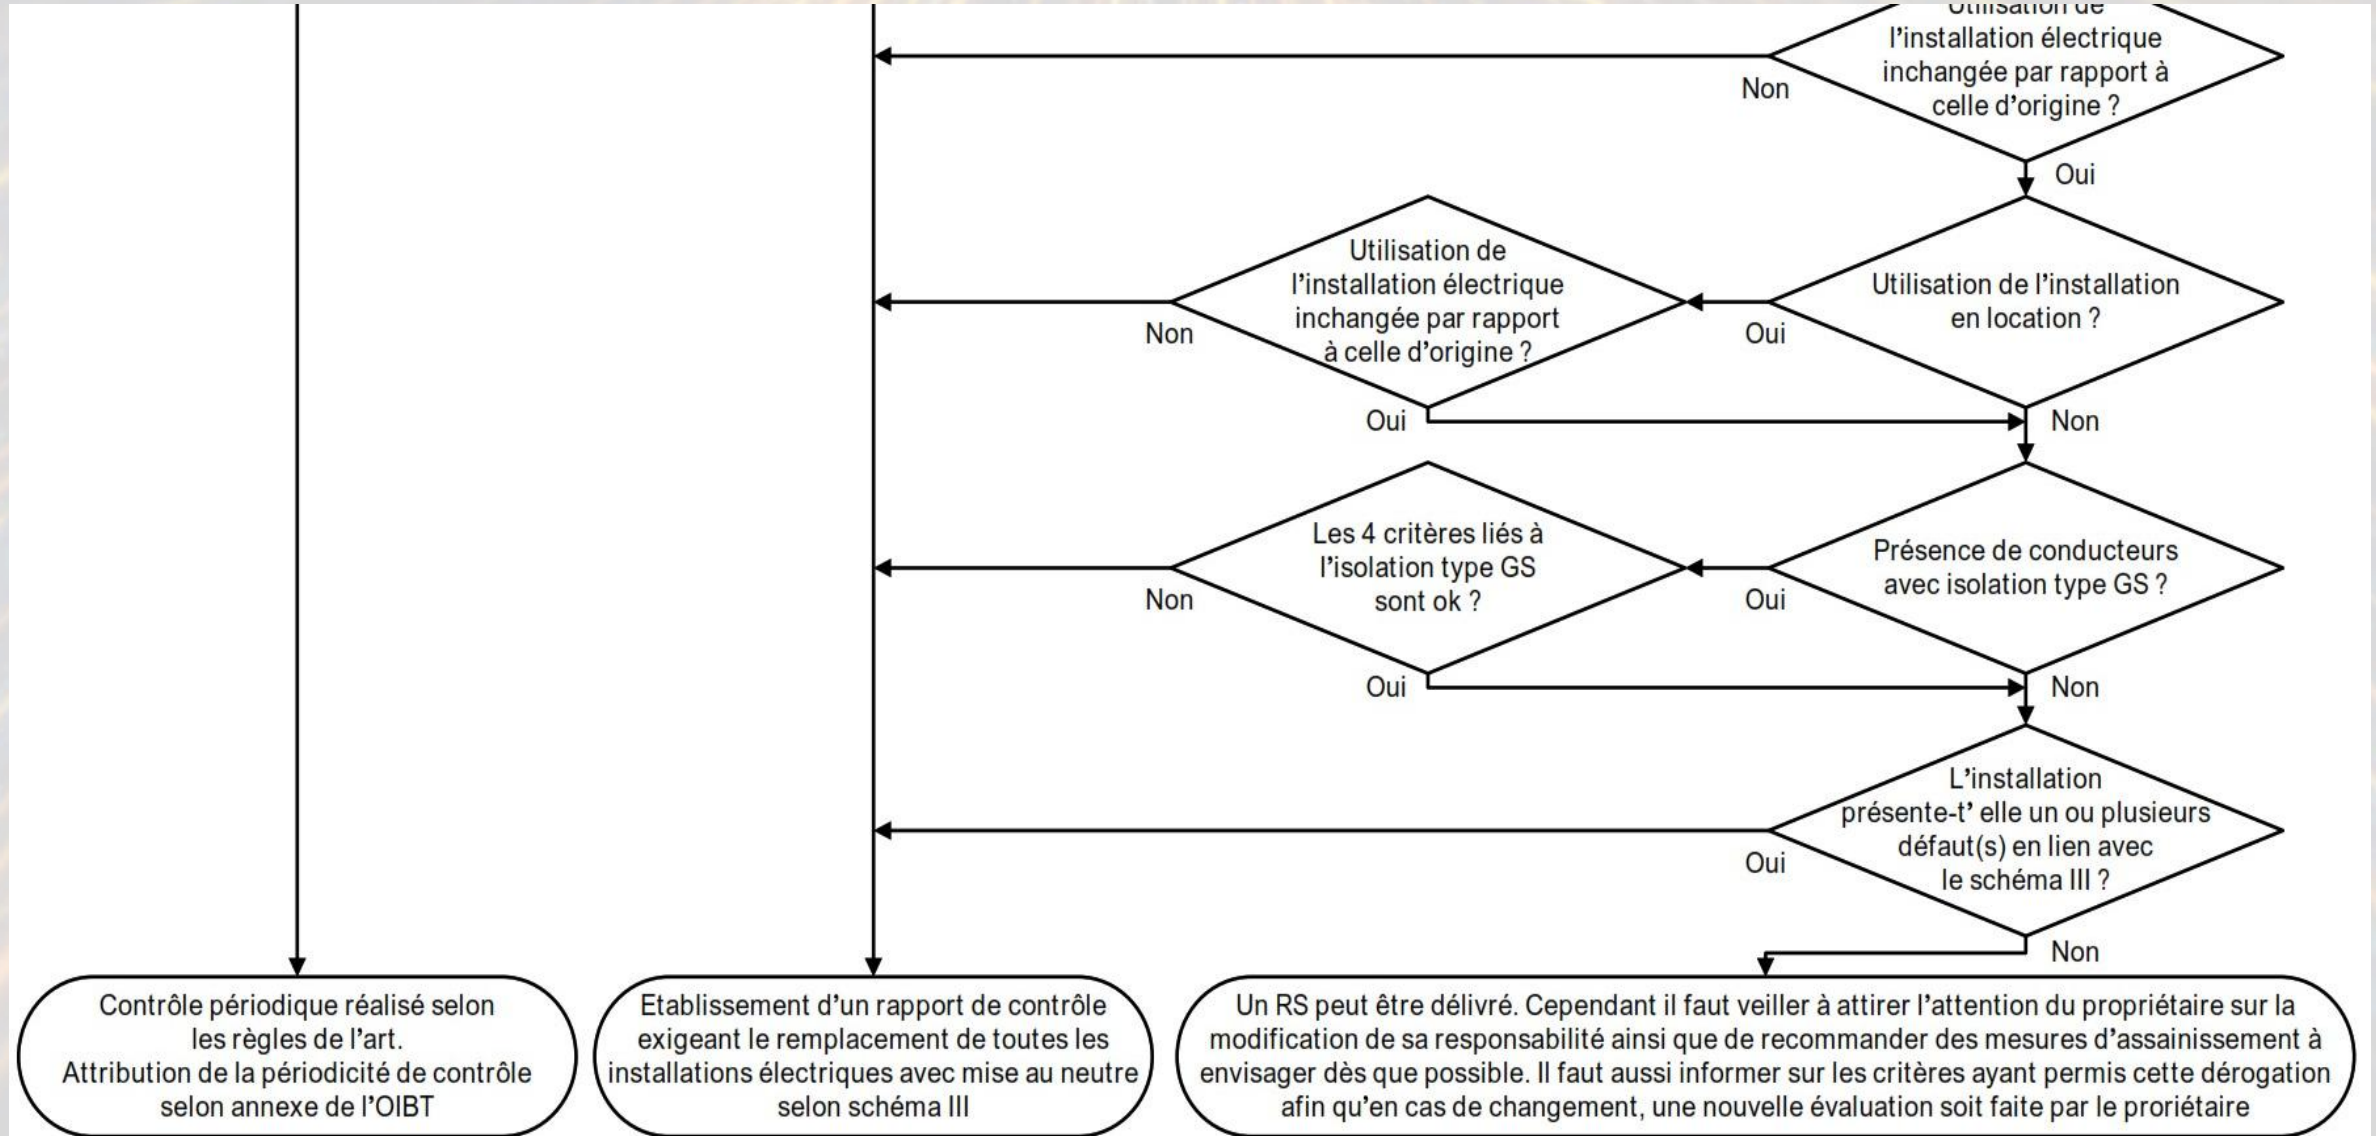 Utilisation de
l’installation électrique
inchangée par rapport à
celle d’origine ?
Non
Oui
Utilisation de
l’installation électrique
inchangée par rapport
à celle d’origine ?
Utilisation de l’installation
en location ?
Non
Oui
Oui
Non
Les 4 critères liés à
l’isolation type GS
sont ok ?
Présence de conducteurs
avec isolation type GS ?
Non
Oui
Oui
Non
L’installation
présente-t’ elle un ou plusieurs
défaut(s) en lien avec
le schéma III ?
Oui
Non
Contrôle périodique réalisé selon
les règles de l’art.
Attribution de la périodicité de contrôle
selon annexe de l’OIBT
Etablissement d’un rapport de contrôle
exigeant le remplacement de toutes les
installations électriques avec mise au neutre
selon schéma III
Un RS peut être délivré. Cependant il faut veiller à attirer l’attention du propriétaire sur la
modification de sa responsabilité ainsi que de recommander des mesures d’assainissement à
envisager dès que possible. Il faut aussi informer sur les critères ayant permis cette dérogation
afin qu’en cas de changement, une nouvelle évaluation soit faite par le proriétaire